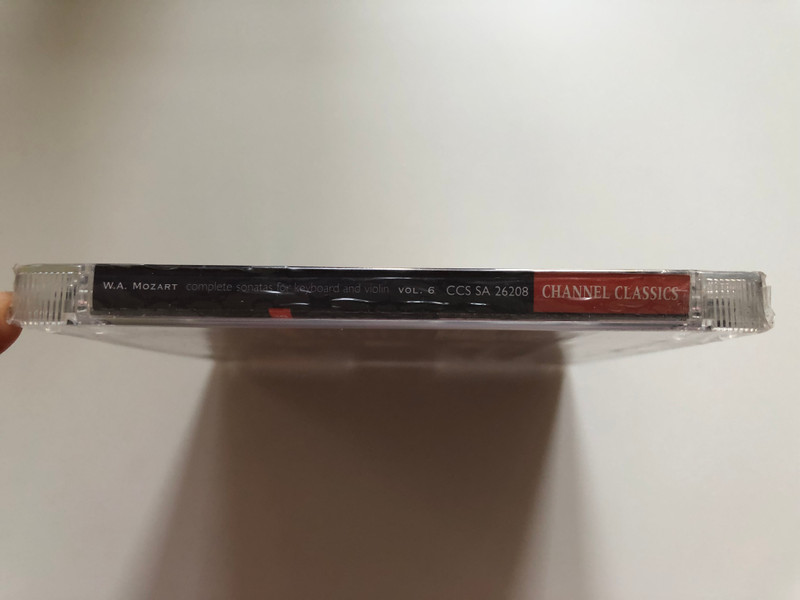 W.A. MOZART complete sonatas for keyboard and violin VOL. 6 CCS SA 26208 CHANNEL CLASSICS